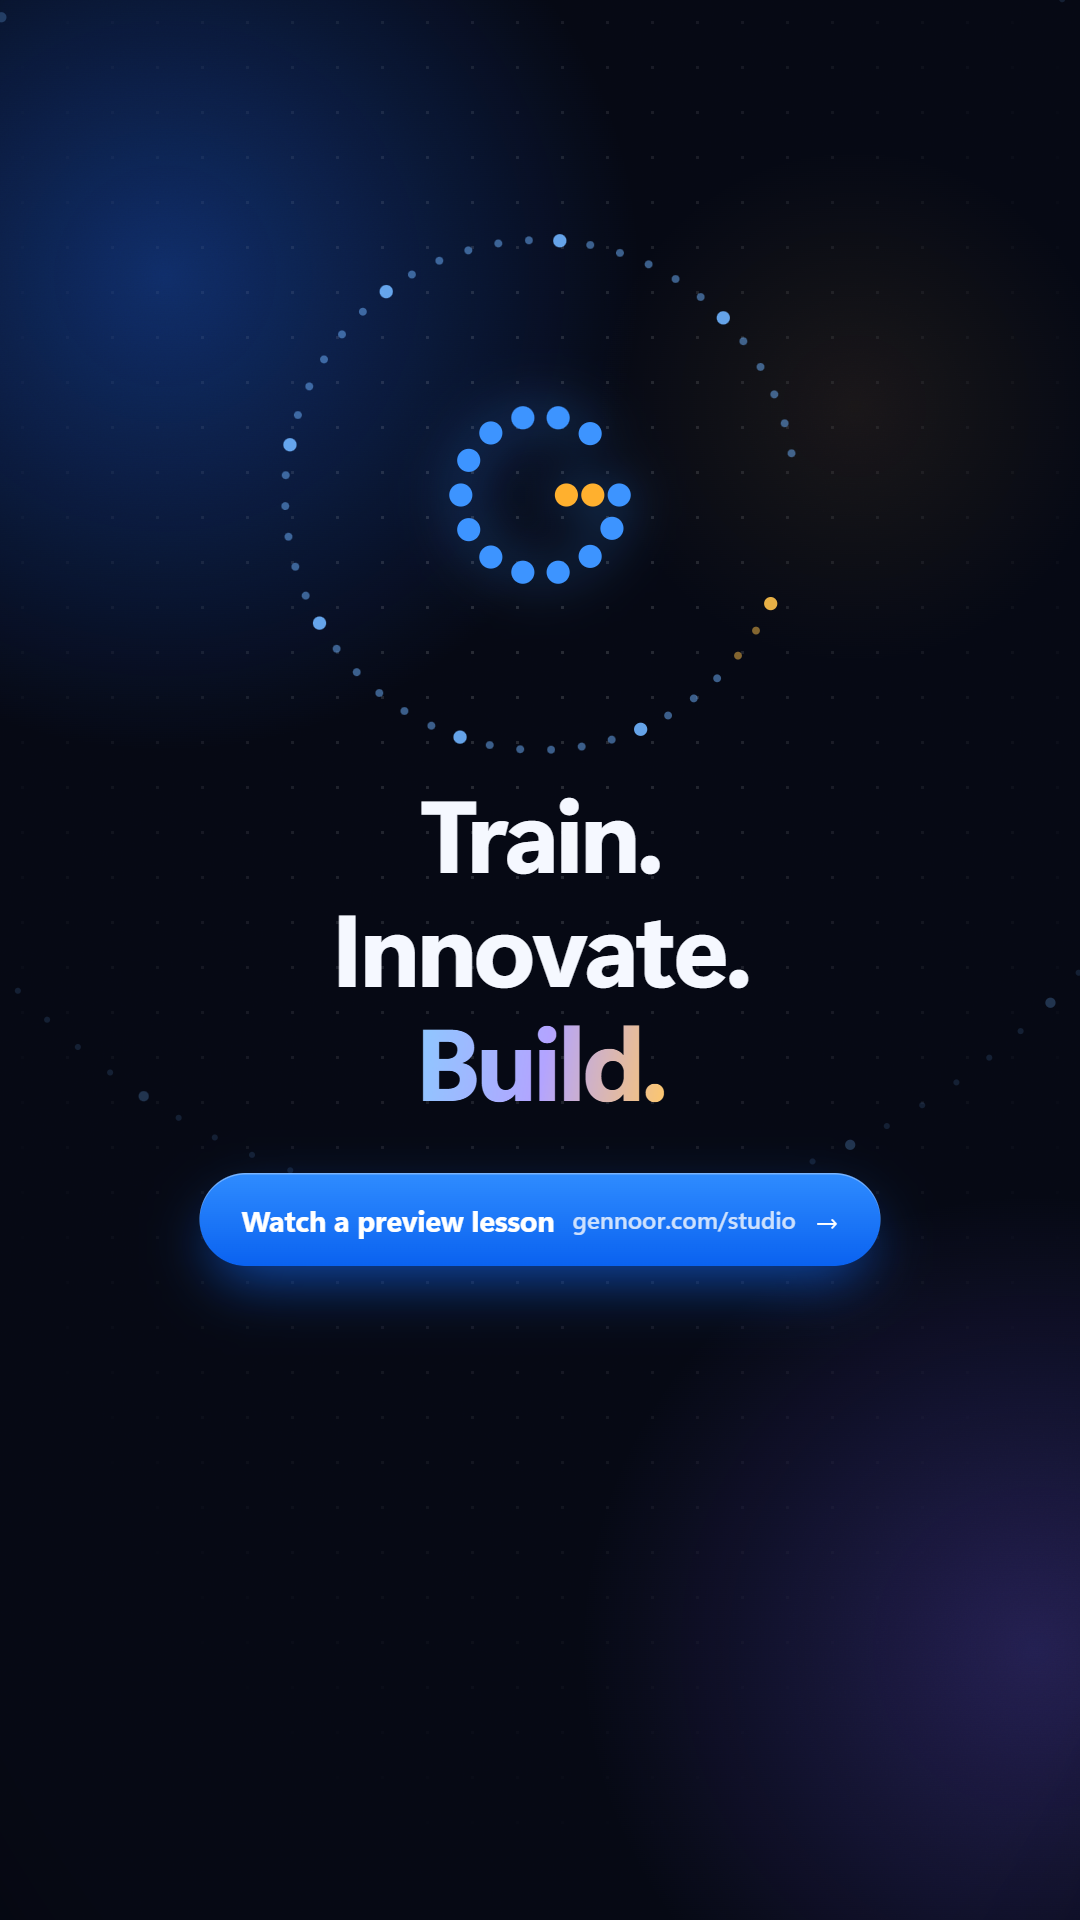 Train.
Innovate.
Build.
Watch a preview lesson gennoor.com/studio →